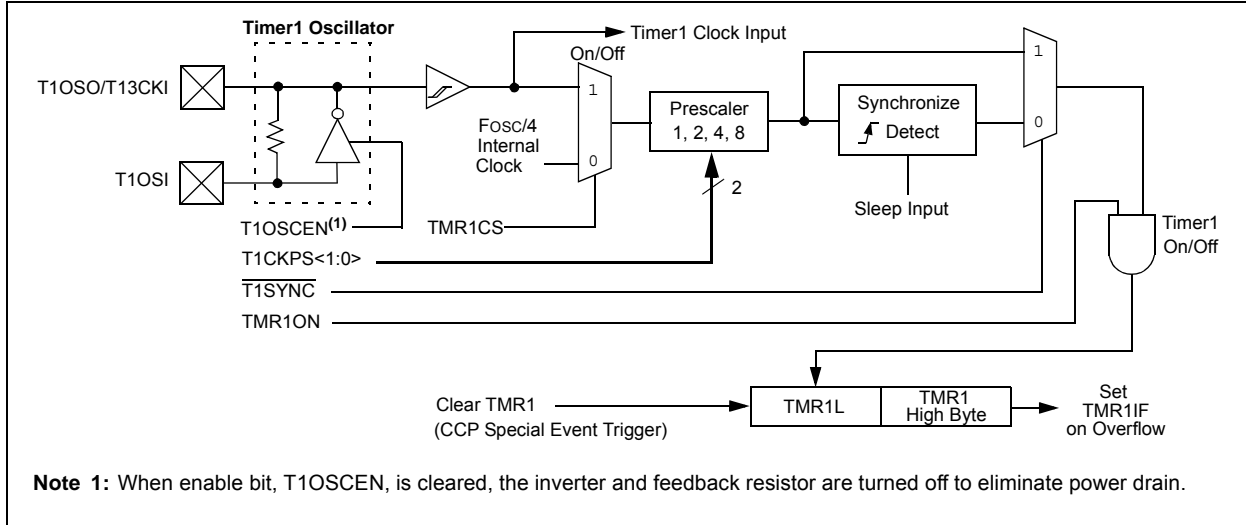 Timer1 Oscillator
Timer1 Clock Input
On/Off
T1OSO/T13CKI
1
1
FOSC/4
Internal
Clock
0
Prescaler
1, 2, 4, 8
Synchronize
Detect
0
T1OSI
2
Sleep Input
T1OSCEN(1)
TMR1CS
Timer1
On/Off
T1CKPS<1:0>
T1SYNC
TMR1ON
Clear TMR1
(CCP Special Event Trigger)
TMR1L
TMR1
High Byte
Set
TMR1IF
on Overflow
Note 1: When enable bit, T1OSCEN, is cleared, the inverter and feedback resistor are turned off to eliminate power drain.